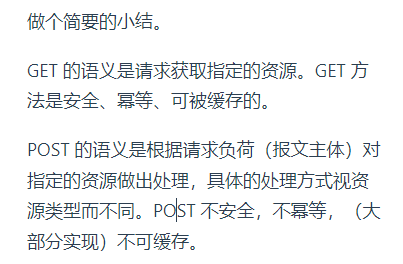 做个简要的小结。
GET 的语义是请求获取指定的资源。GET 方
法是安全、幂等、可被缓存的。
POST 的语义是根据请求负荷（报文主体）对
指定的资源做出处理，具体的处理方式视资
源类型而不同。POST 不安全，不幂等，（大
部分实现）不可缓存。